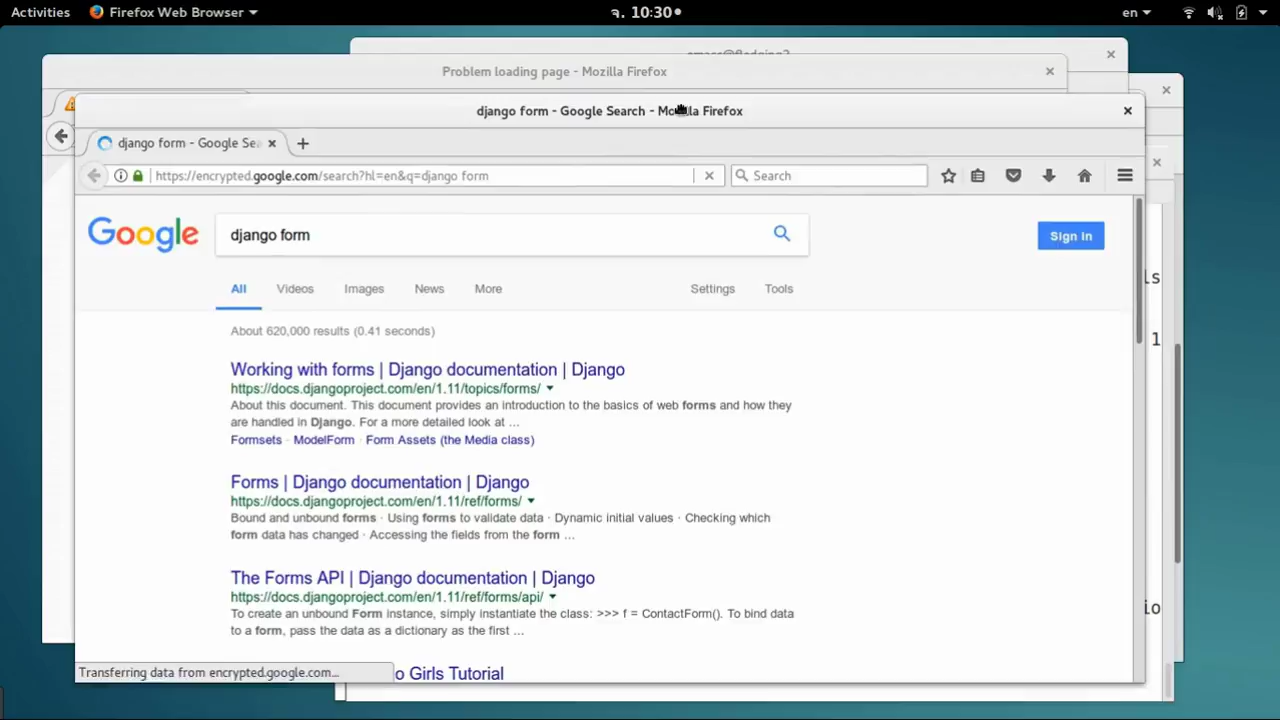 Activities Firefox Web Browser จ. 10:30 en
Problem loading page - Mozilla Firefox
django form - Google Search - Mozilla Firefox
django form - Google Sea
https://encrypted.google.com/search?hl=en&q=django form Search
Google django form Sign in
All Videos Images News More Settings Tools
About 620,000 results (0.41 seconds)
Working with forms | Django documentation | Django
https://docs.djangoproject.com/en/1.11/topics/forms/
About this document. This document provides an introduction to the basics of web forms and how they
are handled in Django. For a more detailed look at ...
Formsets · ModelForm · Form Assets (the Media class)
Forms | Django documentation | Django
https://docs.djangoproject.com/en/1.11/ref/forms/
Bound and unbound forms · Using forms to validate data · Dynamic initial values · Checking which
form data has changed · Accessing the fields from the form ...
The Forms API | Django documentation | Django
https://docs.djangoproject.com/en/1.11/ref/forms/api/
To create an unbound Form instance, simply instantiate the class: >>> f = ContactForm(). To bind data
to a form, pass the data as a dictionary as the first ...
o Girls Tutorial
Transferring data from encrypted.google.com...
ls
1
io